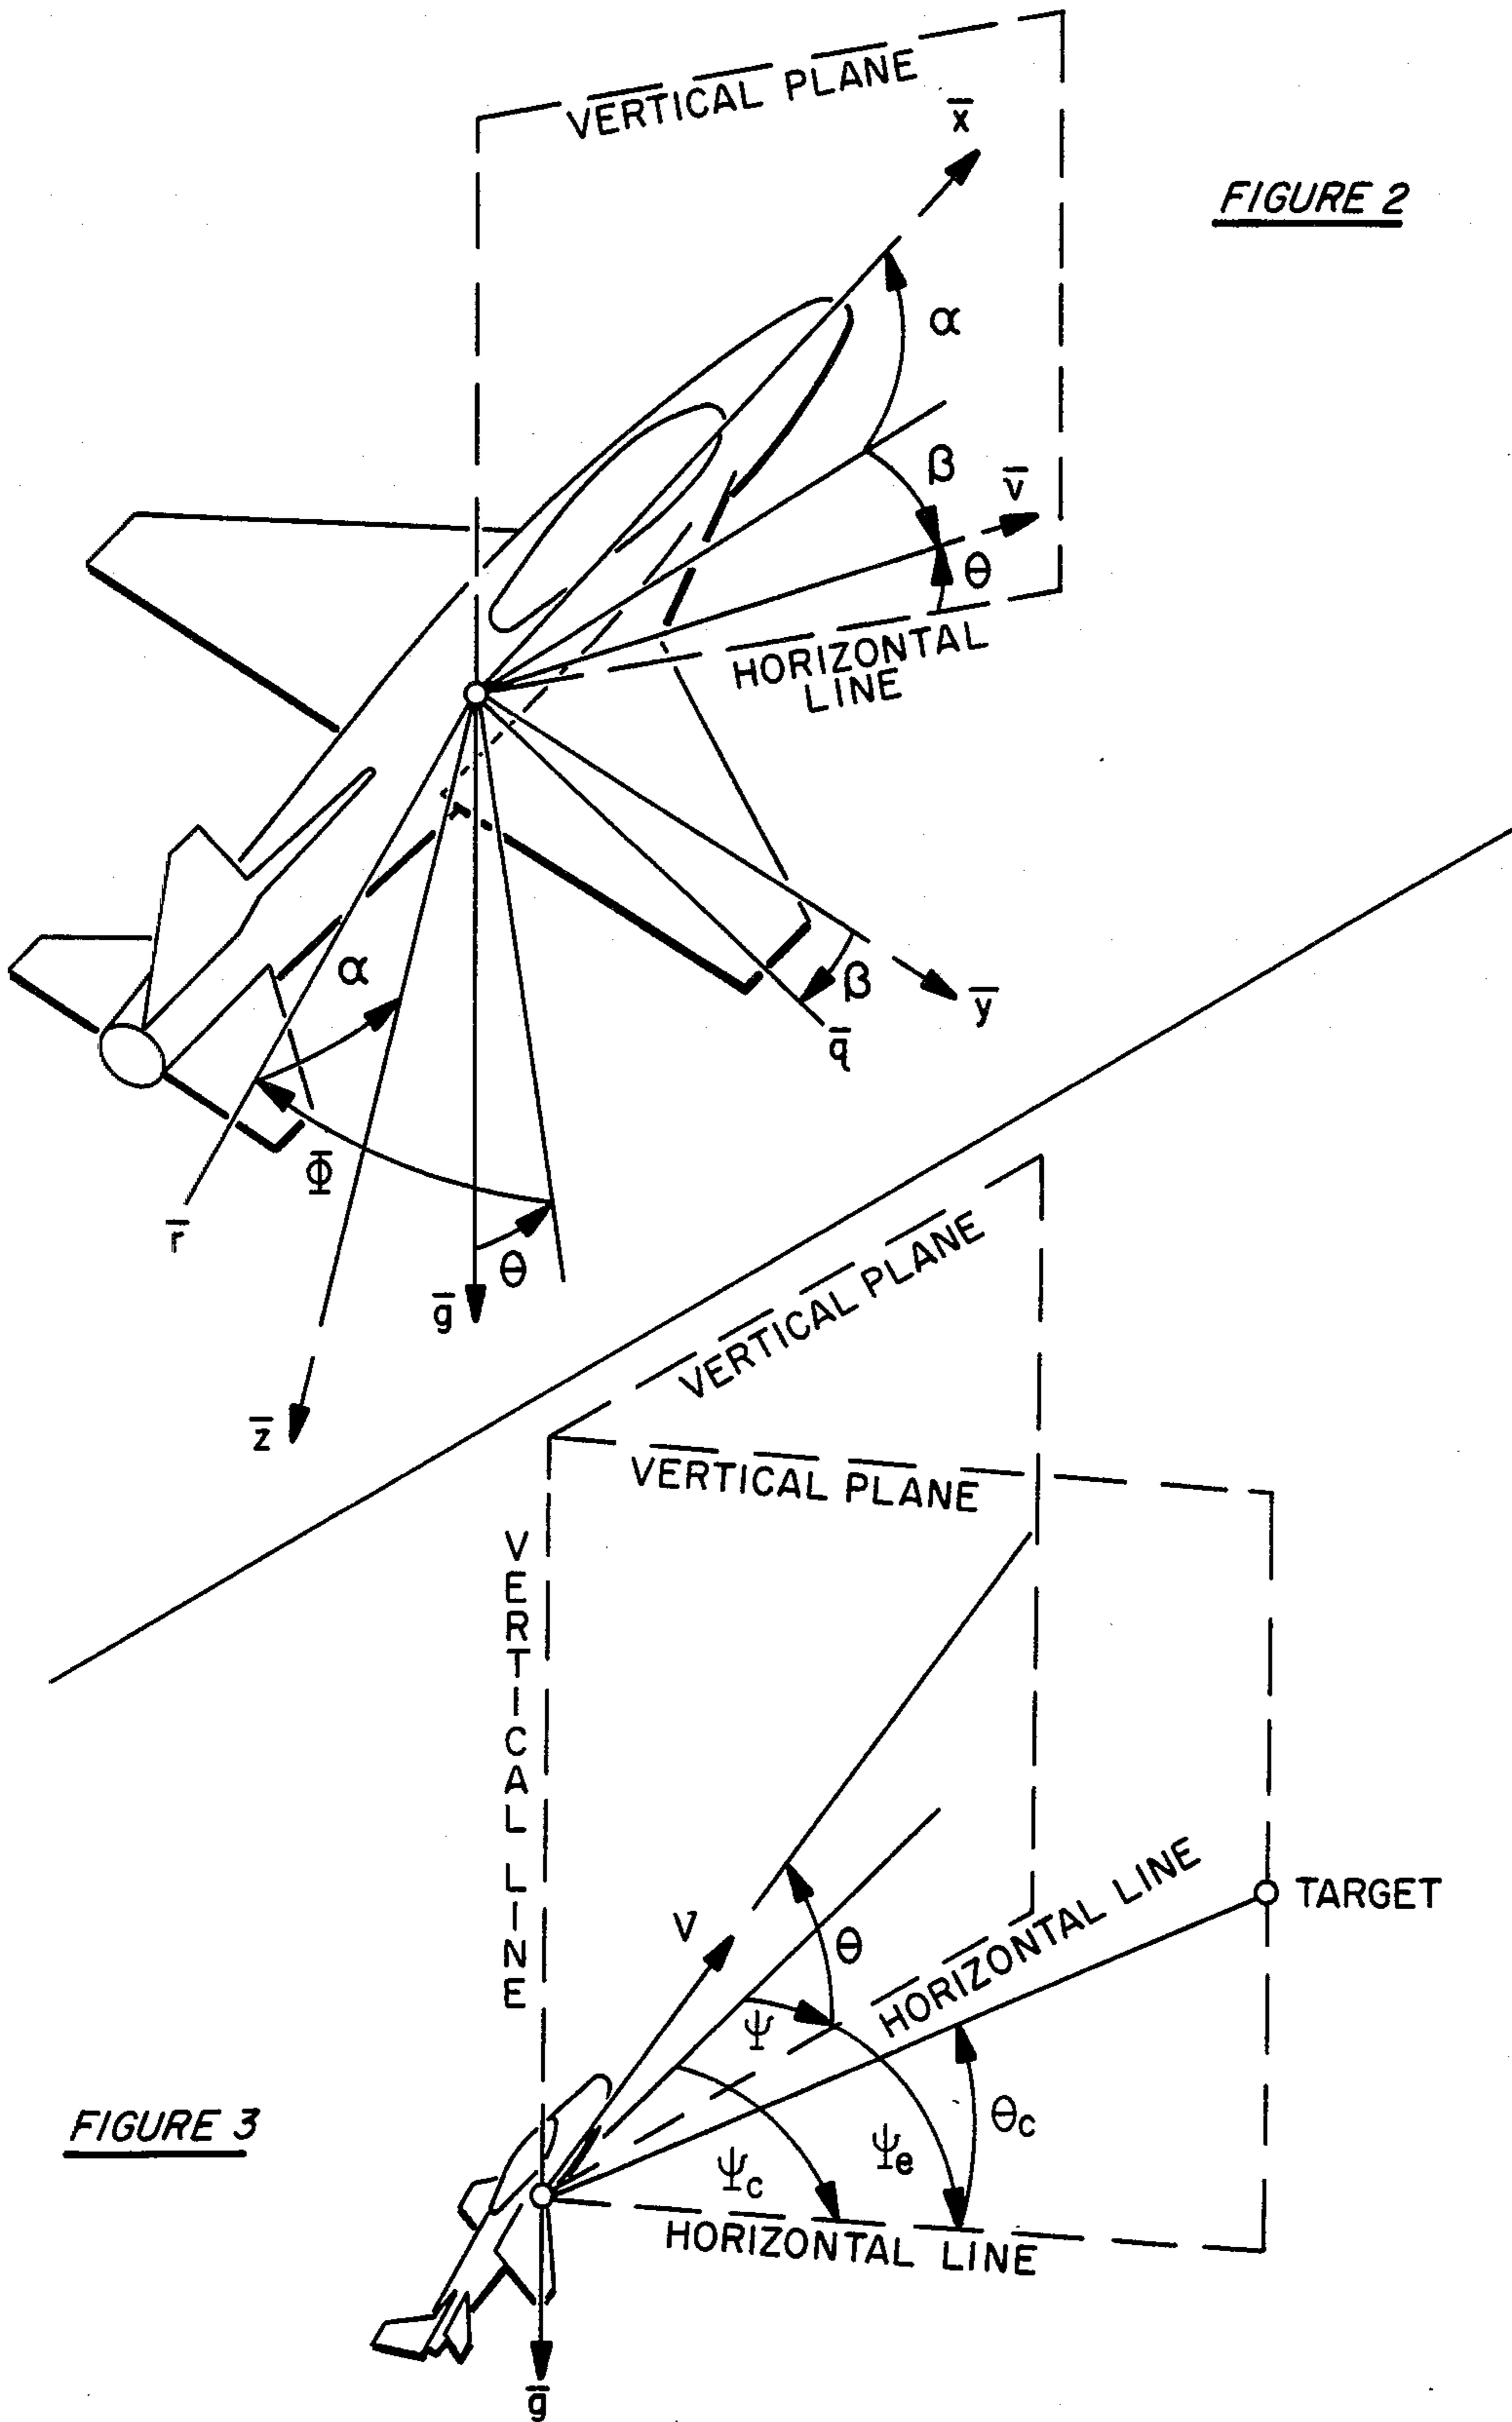 VERTICAL PLANE
x̄
FIGURE 2
α
β
v̄
θ
HORIZONTAL
LINE
α
β
ȳ
q̄
Φ
r̄
θ
ḡ
z̄
VERTICAL PLANE
VERTICAL PLANE
VERTICAL LINE
HORIZONTAL LINE
TARGET
V
θ
ψ
θc
FIGURE 3
ψe
ψc
HORIZONTAL LINE
ḡ